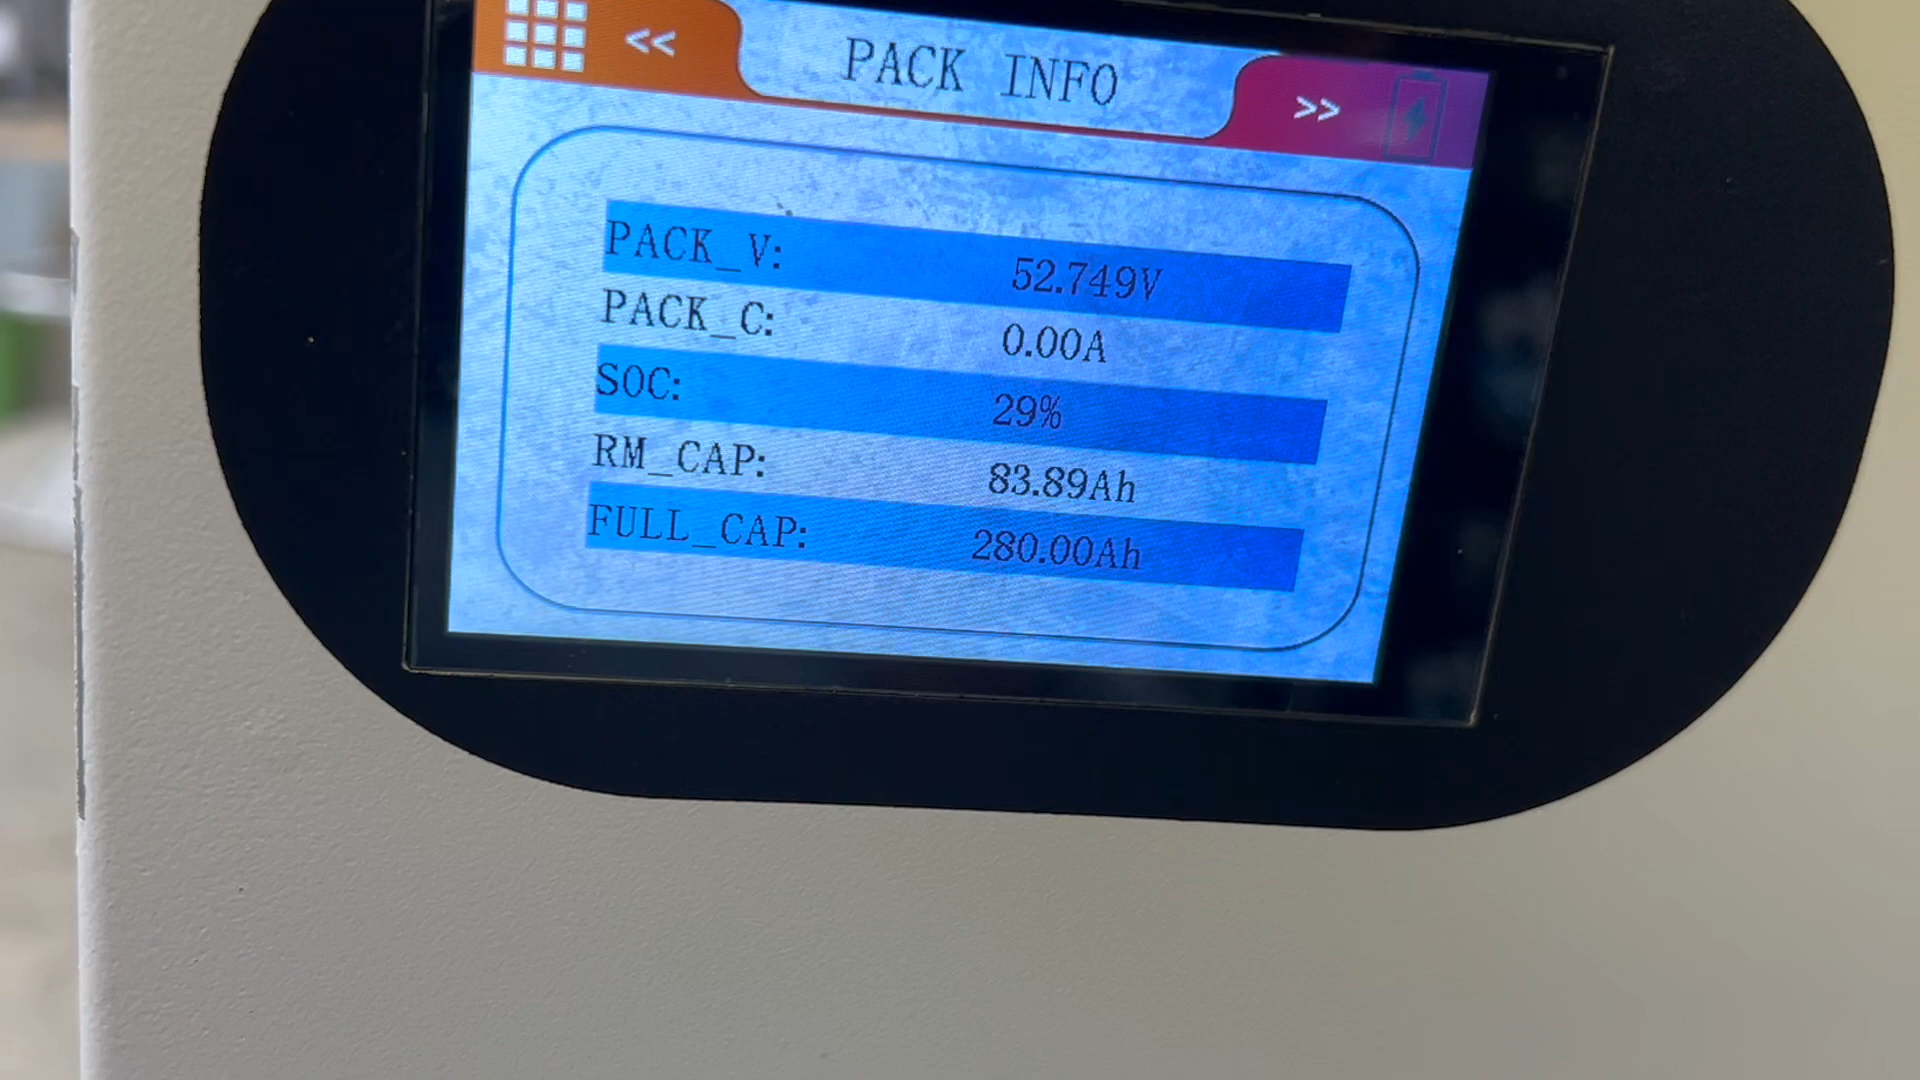 << PACK INFO >>
PACK_V: 52.749V
PACK_C: 0.00A
SOC: 29%
RM_CAP: 83.89Ah
FULL_CAP: 280.00Ah